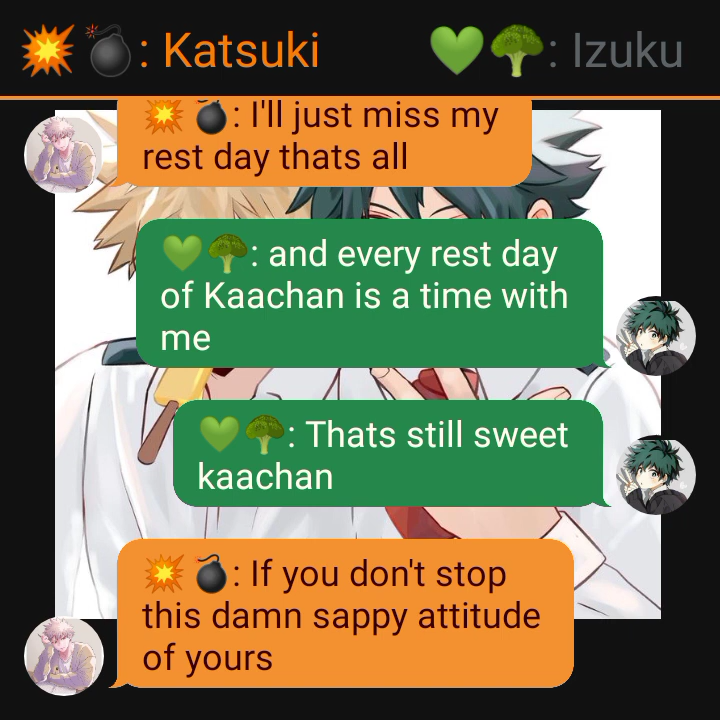 💥💣: Katsuki
💚🥦: Izuku
💥💣: I'll just miss my
rest day thats all
💚🥦: and every rest day
of Kaachan is a time with
me
💚🥦: Thats still sweet
kaachan
💥💣: If you don't stop
this damn sappy attitude
of yours